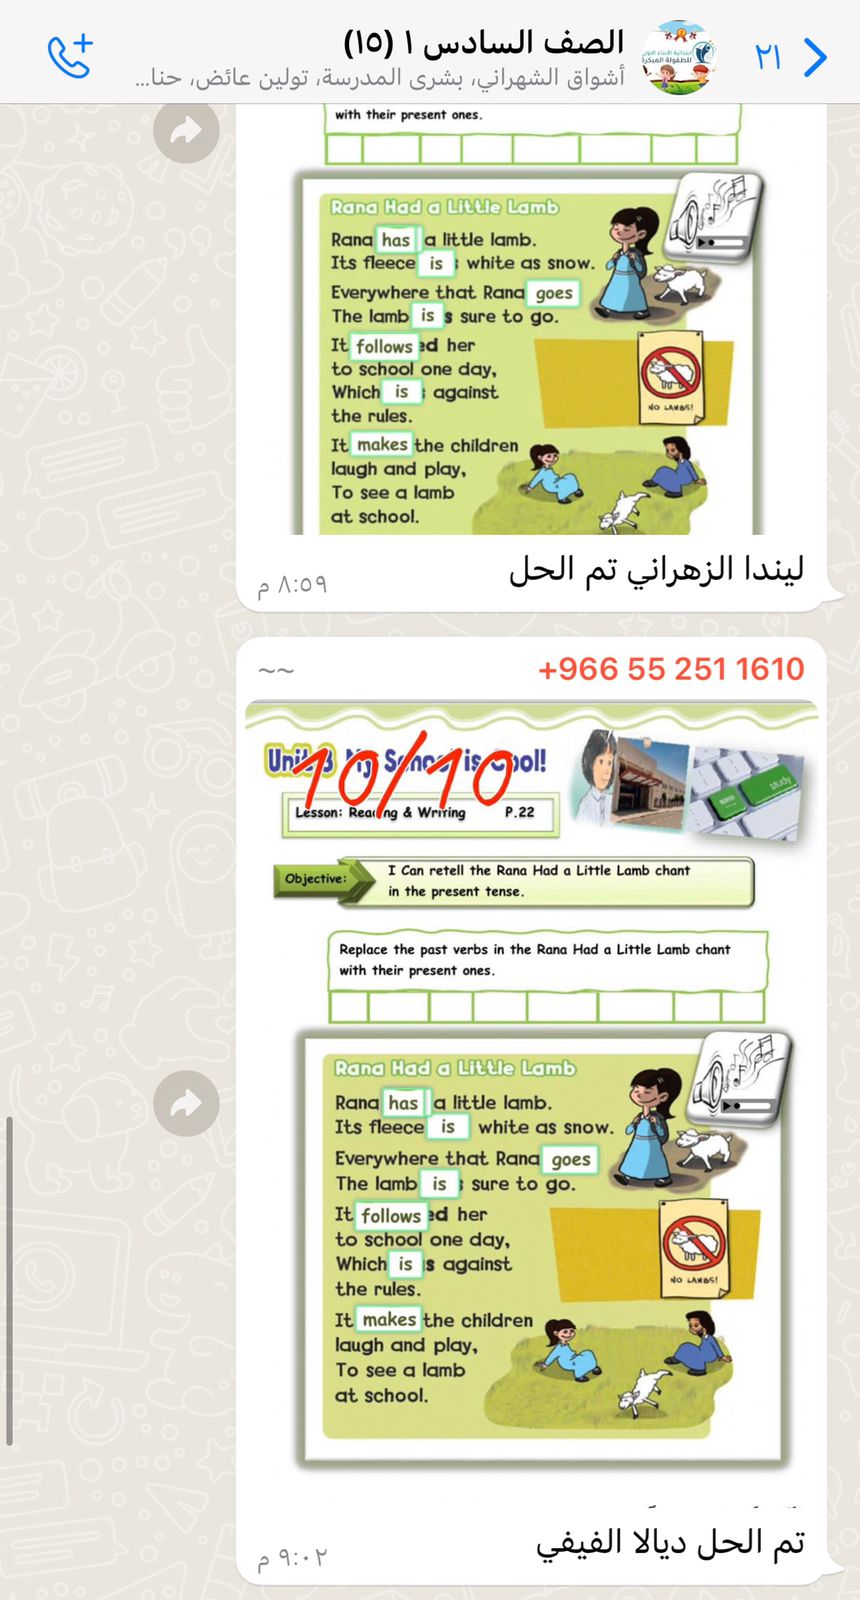 الصف السادس ١ (١٥)
٢١
أشواق الشهراني، بشرى المدرسة، تولين عائض، حنا...
with their present ones.
Rana Had a Little Lamb
Rana has a little lamb.
Its fleece is white as snow.
Everywhere that Rana goes
The lamb is s sure to go.
It follows ed her
to school one day,
Which is against
the rules.
NO LAMBS!
It makes the children
laugh and play,
To see a lamb
at school.
ليندا الزهراني تم الحل
٨:٥٩ م
+966 55 251 1610
~~
Unit 3 My School is Cool!
10/10
study
Lesson: Reading & Writing P.22
Objective:
I Can retell the Rana Had a Little Lamb chant
in the present tense.
Replace the past verbs in the Rana Had a Little Lamb chant
with their present ones.
Rana Had a Little Lamb
Rana has a little lamb.
Its fleece is white as snow.
Everywhere that Rana goes
The lamb is sure to go.
It follows ed her
to school one day,
Which is s against
the rules.
NO LAMBS!
It makes the children
laugh and play,
To see a lamb
at school.
تم الحل ديالا الفيفي
٩:٠٢ م